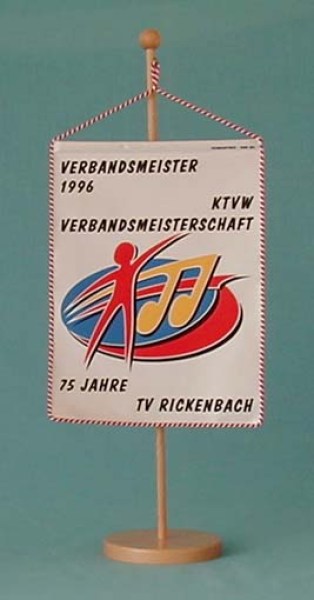 VERBANDSMEISTER
1996
KTVW
VERBANDSMEISTERSCHAFT
75 JAHRE
TV RICKENBACH